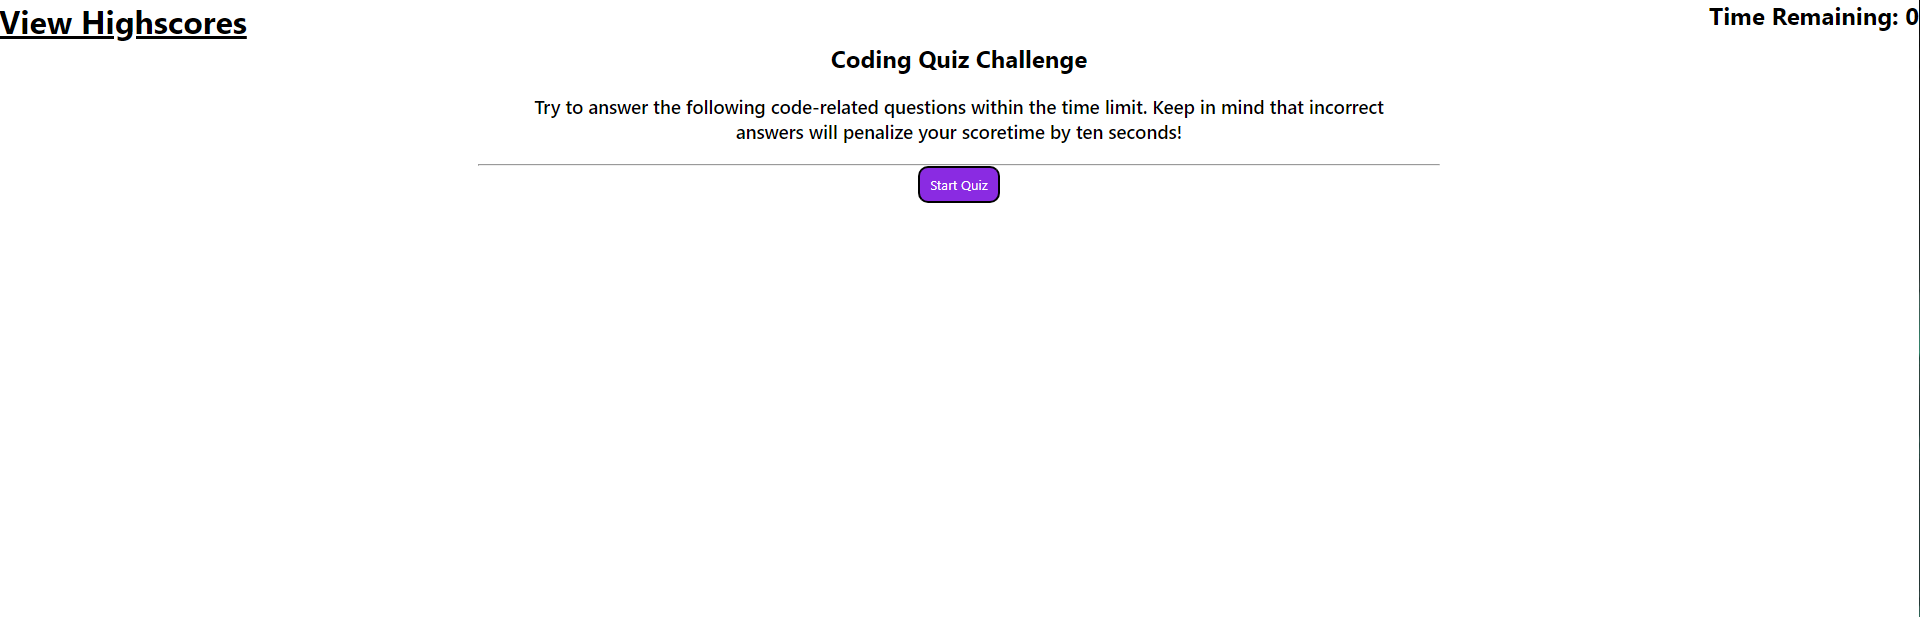 View Highscores
Time Remaining: 0
Coding Quiz Challenge
Try to answer the following code-related questions within the time limit. Keep in mind that incorrect
answers will penalize your scoretime by ten seconds!
Start Quiz